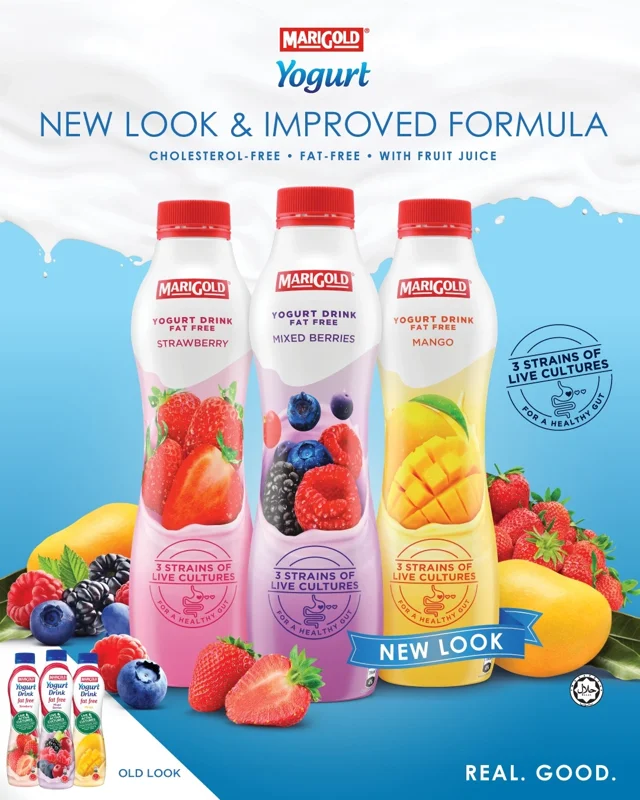 MARIGOLD
Yogurt
NEW LOOK & IMPROVED FORMULA
CHOLESTEROL-FREE • FAT-FREE • WITH FRUIT JUICE
MARIGOLD
YOGURT DRINK
FAT FREE
STRAWBERRY
3 STRAINS OF
LIVE CULTURES
FOR A HEALTHY GUT
MARIGOLD
YOGURT DRINK
FAT FREE
MIXED BERRIES
3 STRAINS OF
LIVE CULTURES
FOR A HEALTHY GUT
MARIGOLD
YOGURT DRINK
FAT FREE
MANGO
3 STRAINS OF
LIVE CULTURES
FOR A HEALTHY GUT
3 STRAINS OF
LIVE CULTURES
FOR A HEALTHY GUT
NEW LOOK
MARIGOLD
Yogurt
Drink
fat free
MARIGOLD
Yogurt
Drink
fat free
MARIGOLD
Yogurt
Drink
fat free
OLD LOOK
حلال
REAL. GOOD.